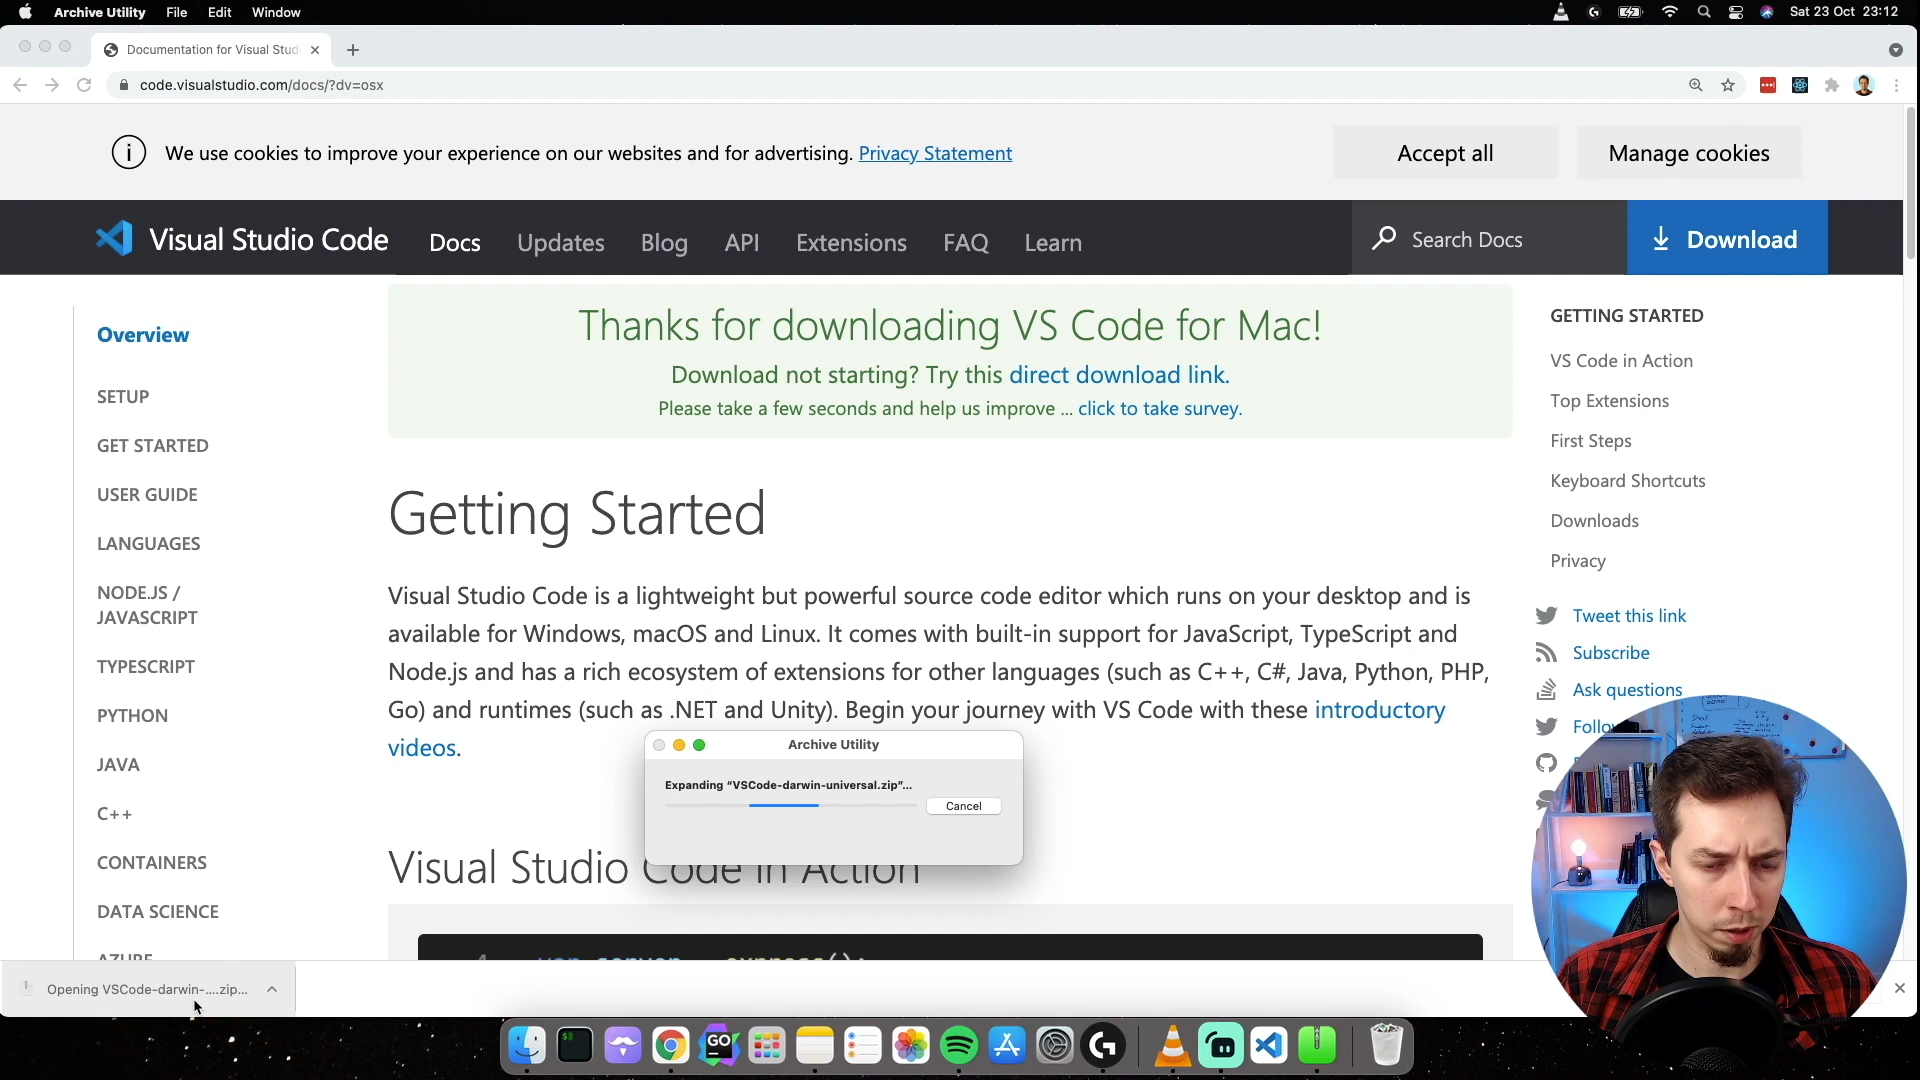 Archive Utility File Edit Window
Sat 23 Oct 23:12
Documentation for Visual Studi
code.visualstudio.com/docs/?dv=osx
We use cookies to improve your experience on our websites and for advertising. Privacy Statement
Accept all
Manage cookies
Visual Studio Code
Docs
Updates
Blog
API
Extensions
FAQ
Learn
Search Docs
Download
Overview
SETUP
GET STARTED
USER GUIDE
LANGUAGES
NODE.JS /
JAVASCRIPT
TYPESCRIPT
PYTHON
JAVA
C++
CONTAINERS
DATA SCIENCE
AZURE
Thanks for downloading VS Code for Mac!
Download not starting? Try this direct download link.
Please take a few seconds and help us improve ... click to take survey.
Getting Started
Visual Studio Code is a lightweight but powerful source code editor which runs on your desktop and is
available for Windows, macOS and Linux. It comes with built-in support for JavaScript, TypeScript and
Node.js and has a rich ecosystem of extensions for other languages (such as C++, C#, Java, Python, PHP,
Go) and runtimes (such as .NET and Unity). Begin your journey with VS Code with these introductory
videos.
Archive Utility
Expanding “VSCode-darwin-universal.zip”...
Cancel
Visual Studio Code in Action
GETTING STARTED
VS Code in Action
Top Extensions
First Steps
Keyboard Shortcuts
Downloads
Privacy
Tweet this link
Subscribe
Ask questions
Follo
Opening VSCode-darwin-....zip...
GO